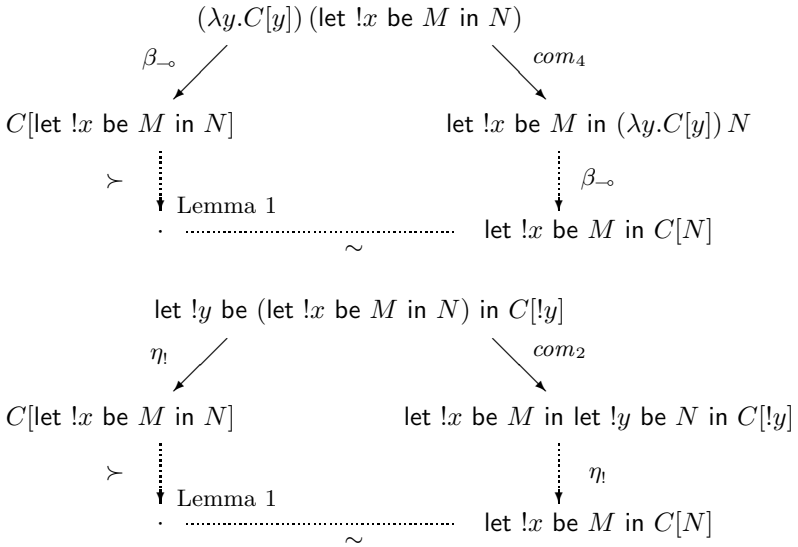 (λy.C[y]) (let !x be M in N)
β⊸ com₄
C[let !x be M in N] let !x be M in (λy.C[y]) N
≻ β⊸
Lemma 1
· let !x be M in C[N]
∼
let !y be (let !x be M in N) in C[!y]
η! com₂
C[let !x be M in N] let !x be M in let !y be N in C[!y]
≻ η!
Lemma 1
· let !x be M in C[N]
∼